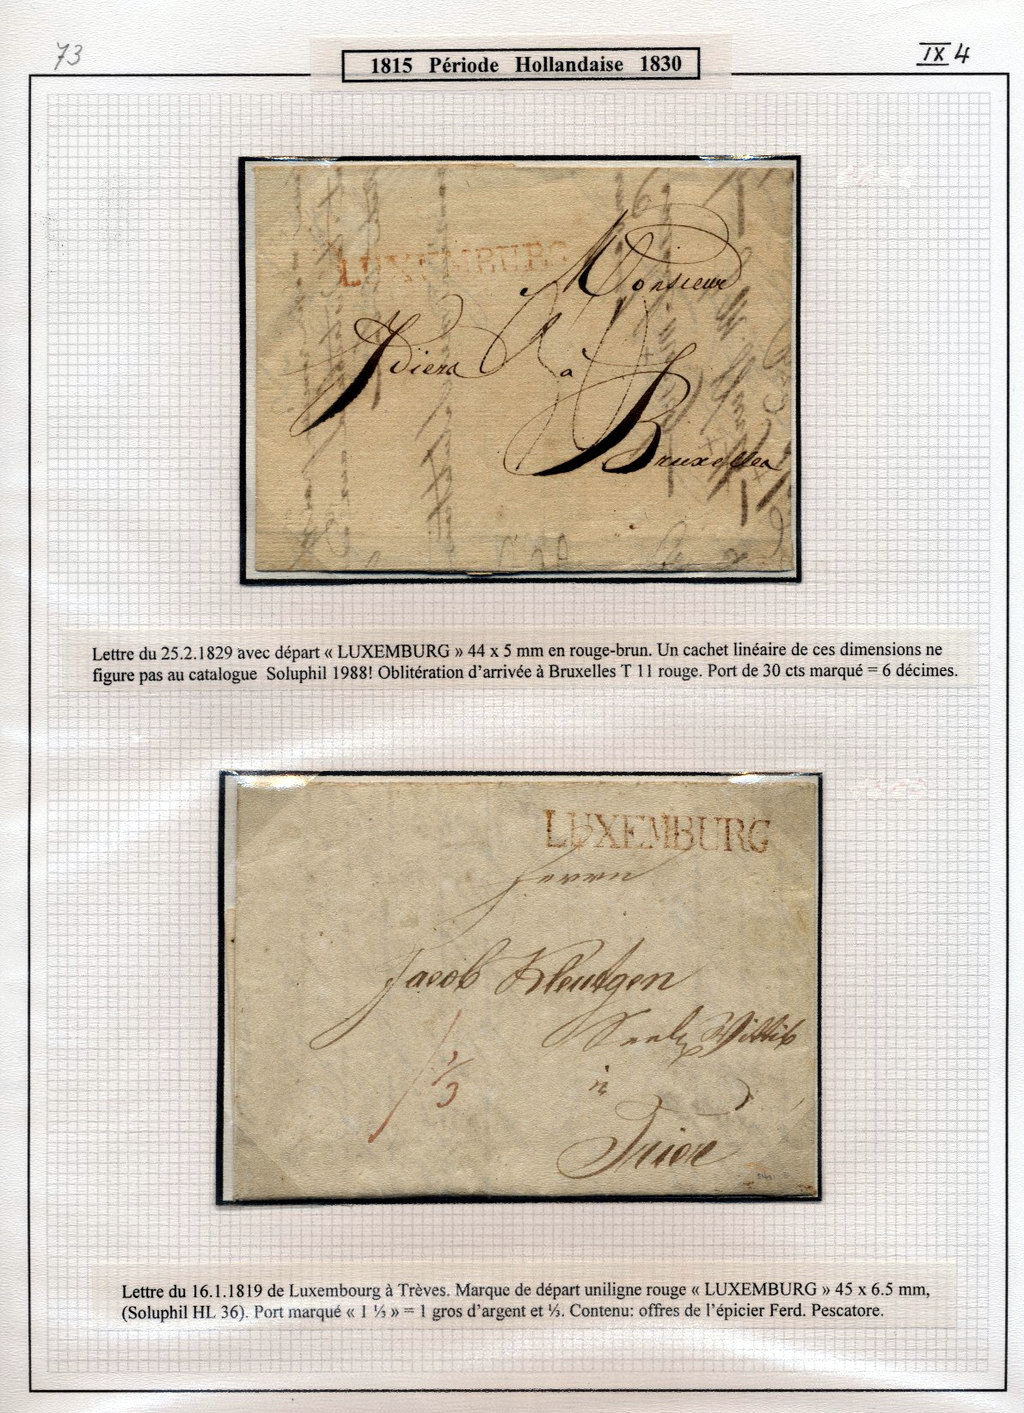 73
IX 4
1815 Période Hollandaise 1830
LUXEMBURG
Monsieur
à
Bruxelles
Lettre du 25.2.1829 avec départ « LUXEMBURG » 44 x 5 mm en rouge-brun. Un cachet linéaire de ces dimensions ne
figure pas au catalogue Soluphil 1988! Oblitération d'arrivée à Bruxelles T 11 rouge. Port de 30 cts marqué = 6 décimes.
LUXEMBURG
Herrn
Jacob Kleutgen
in
1 1/3
Trier
Lettre du 16.1.1819 de Luxembourg à Trèves. Marque de départ uniligne rouge « LUXEMBURG » 45 x 6.5 mm,
(Soluphil HL 36). Port marqué « 1 ⅓ » = 1 gros d'argent et ⅓. Contenu: offres de l'épicier Ferd. Pescatore.